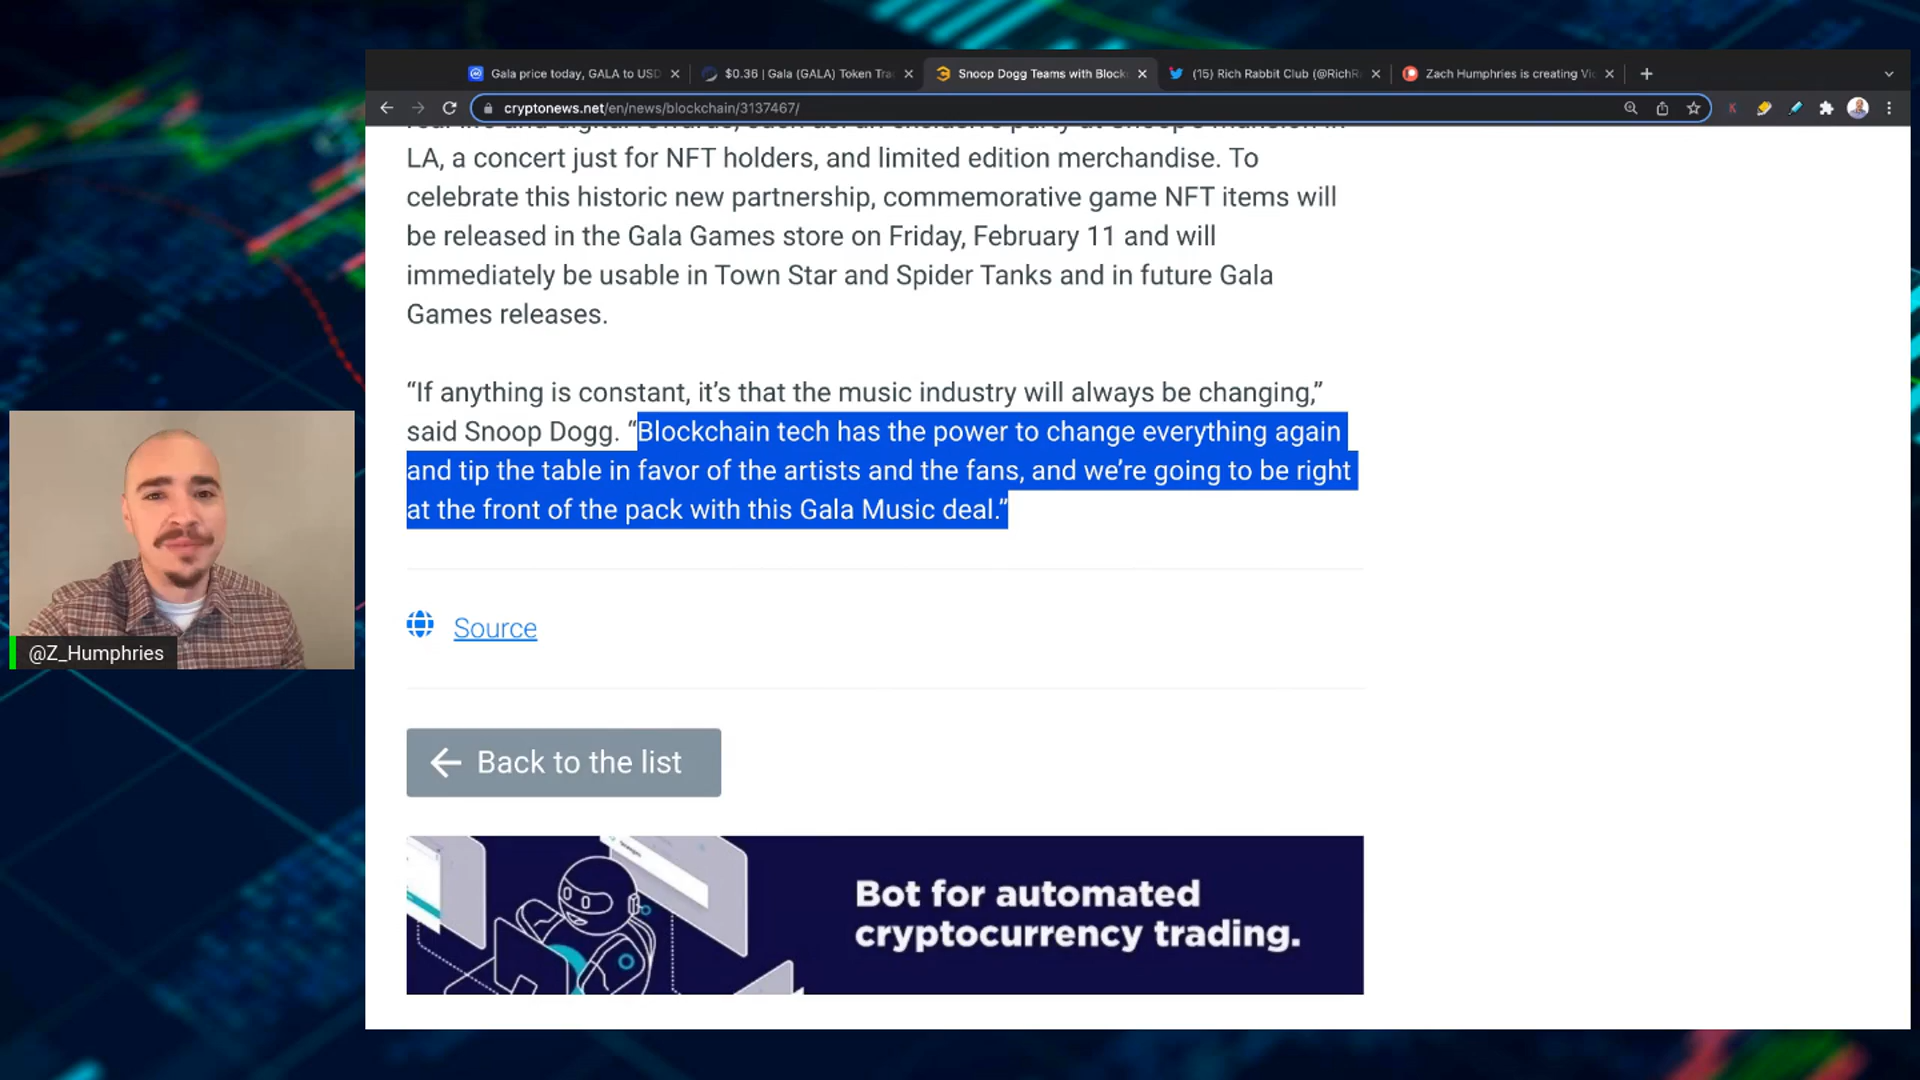 Gala price today, GALA to USD
$0.36 | Gala (GALA) Token Tra
Snoop Dogg Teams with Block
(15) Rich Rabbit Club (@RichR
Zach Humphries is creating Vi
cryptonews.net/en/news/blockchain/3137467/
LA, a concert just for NFT holders, and limited edition merchandise. To
celebrate this historic new partnership, commemorative game NFT items will
be released in the Gala Games store on Friday, February 11 and will
immediately be usable in Town Star and Spider Tanks and in future Gala
Games releases.
“If anything is constant, it’s that the music industry will always be changing,”
said Snoop Dogg. “Blockchain tech has the power to change everything again
and tip the table in favor of the artists and the fans, and we’re going to be right
at the front of the pack with this Gala Music deal.”
@Z_Humphries
Source
Back to the list
Bot for automated
cryptocurrency trading.